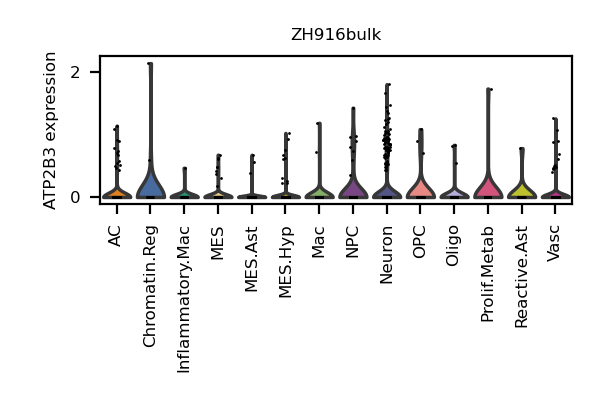 ZH916bulk
ATP2B3 expression
2
0
AC
Chromatin.Reg
Inflammatory.Mac
MES
MES.Ast
MES.Hyp
Mac
NPC
Neuron
OPC
Oligo
Prolif.Metab
Reactive.Ast
Vasc